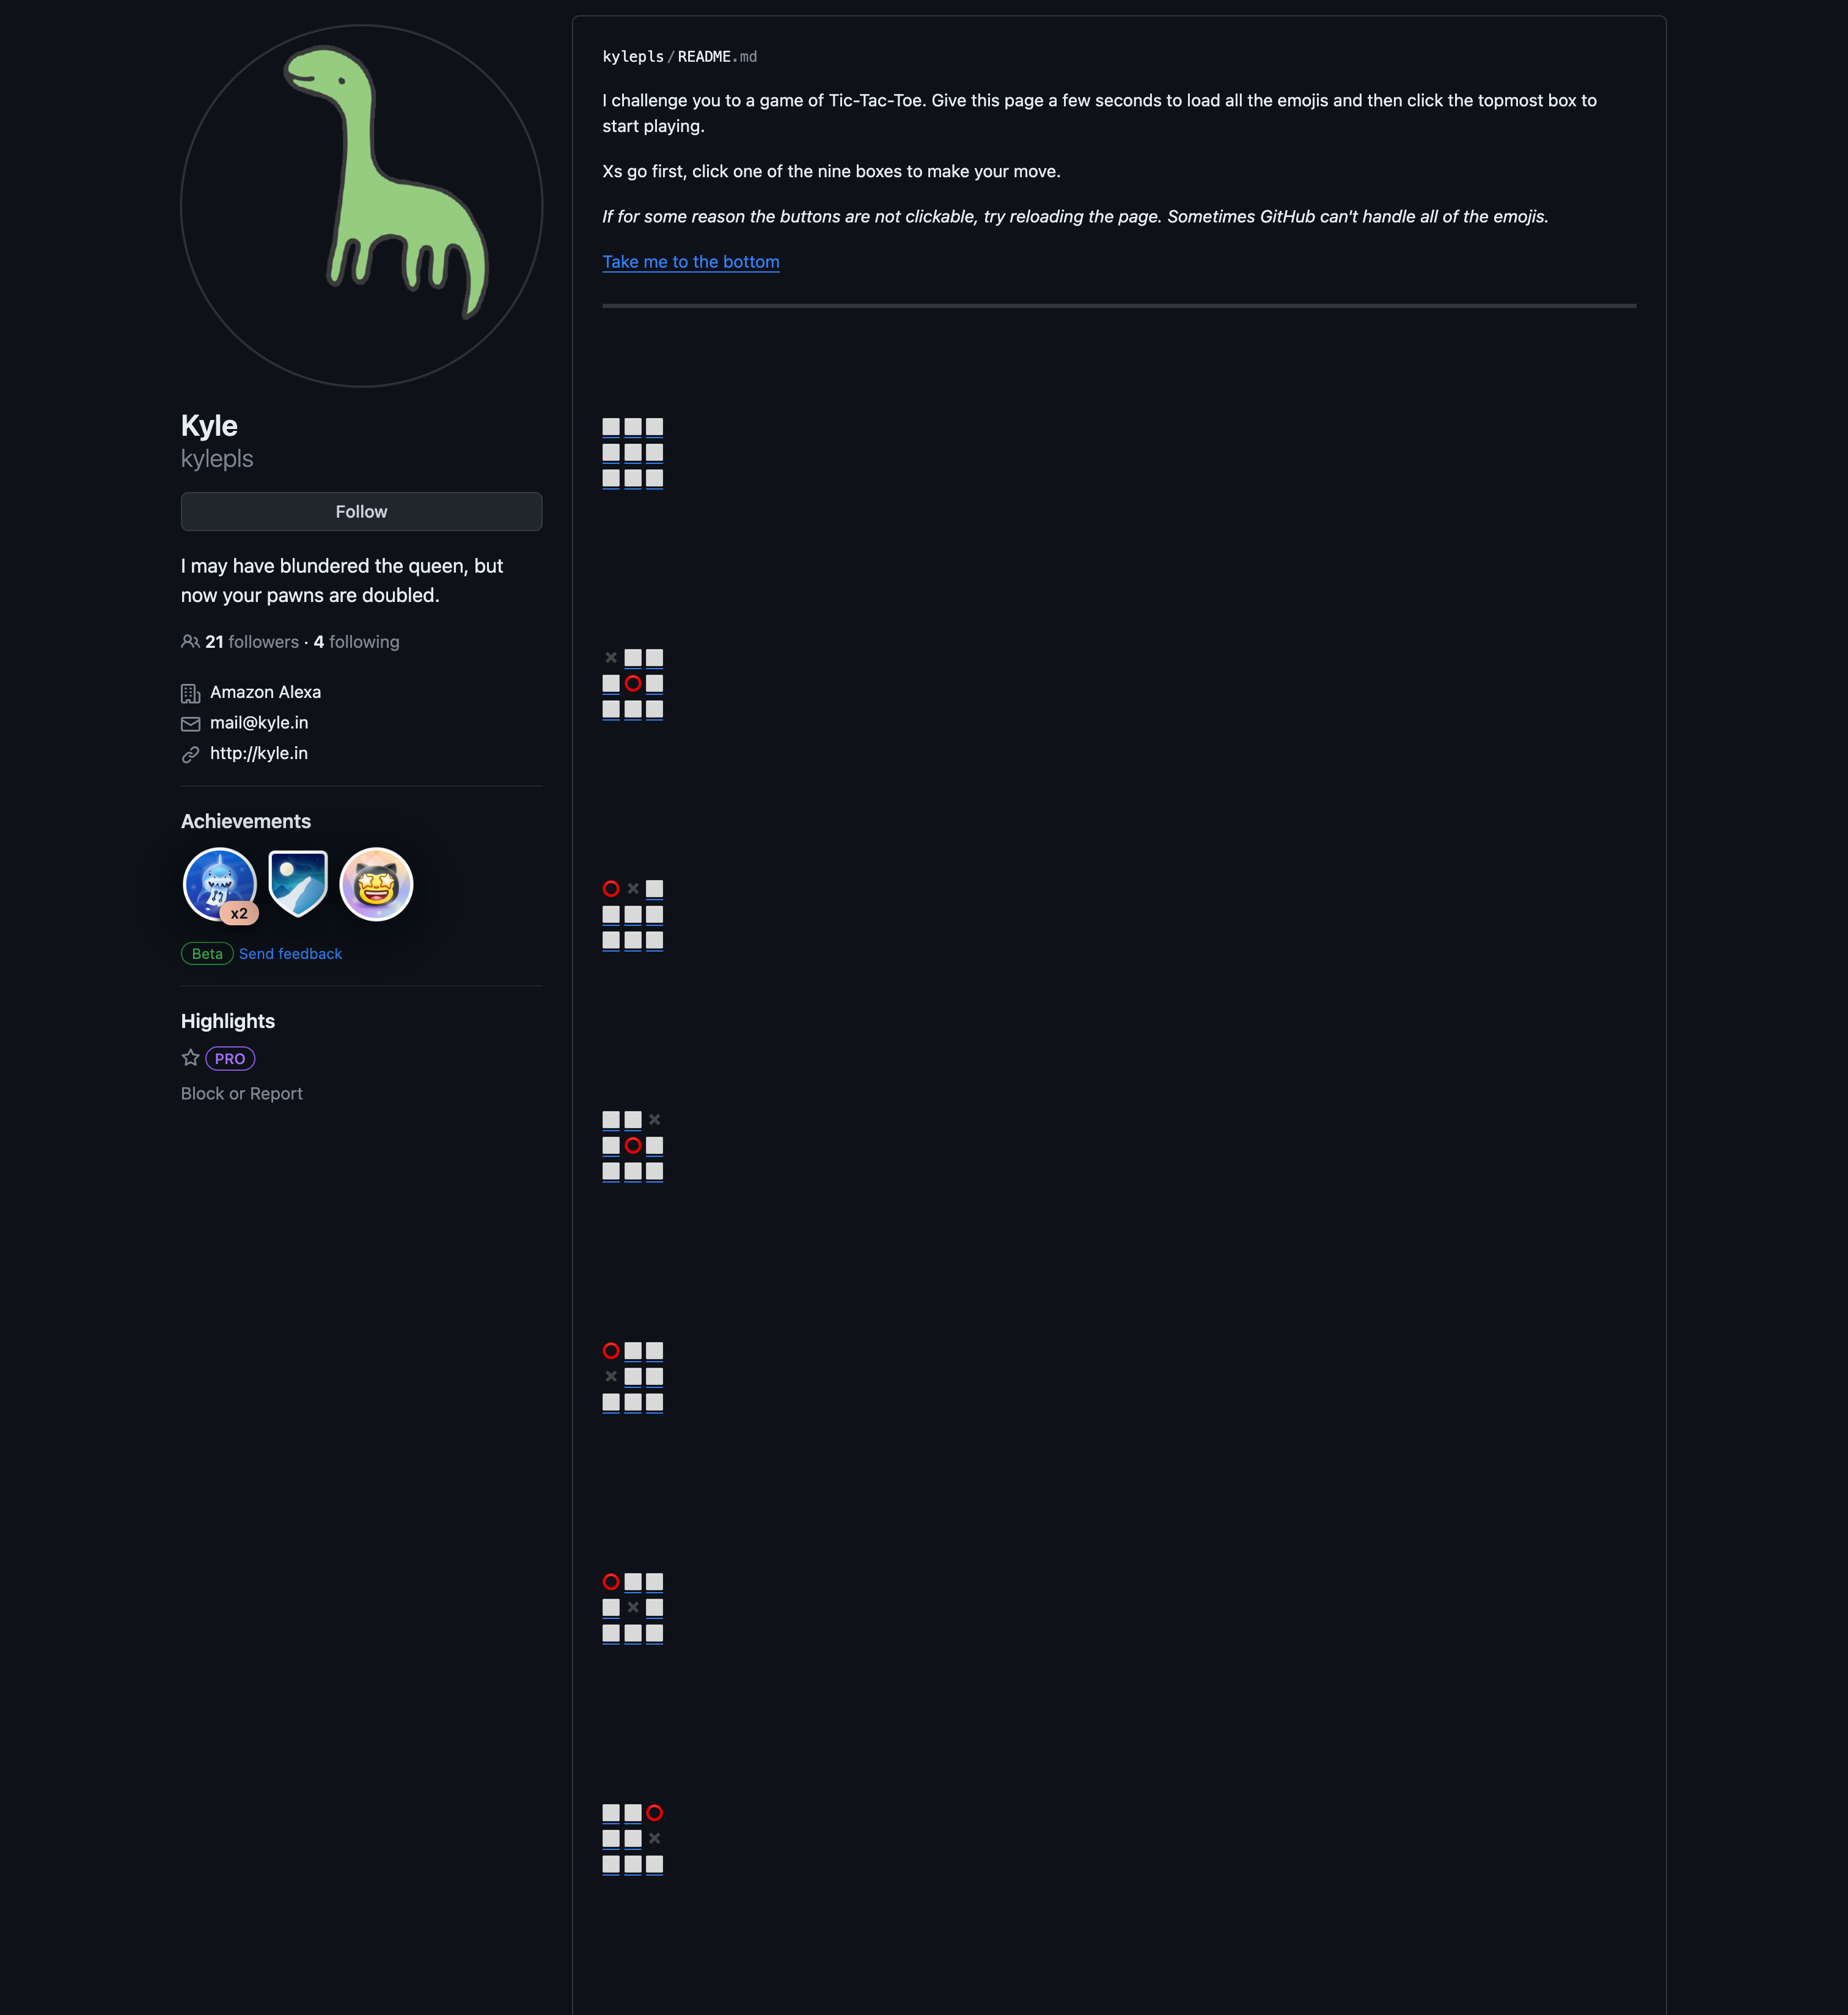 Kyle
kylepls
Follow
I may have blundered the queen, but
now your pawns are doubled.
21 followers · 4 following
Amazon Alexa
mail@kyle.in
http://kyle.in
Achievements
x2
Beta Send feedback
Highlights
PRO
Block or Report
kylepls/README.md
I challenge you to a game of Tic-Tac-Toe. Give this page a few seconds to load all the emojis and then click the topmost box to
start playing.
Xs go first, click one of the nine boxes to make your move.
If for some reason the buttons are not clickable, try reloading the page. Sometimes GitHub can't handle all of the emojis.
Take me to the bottom